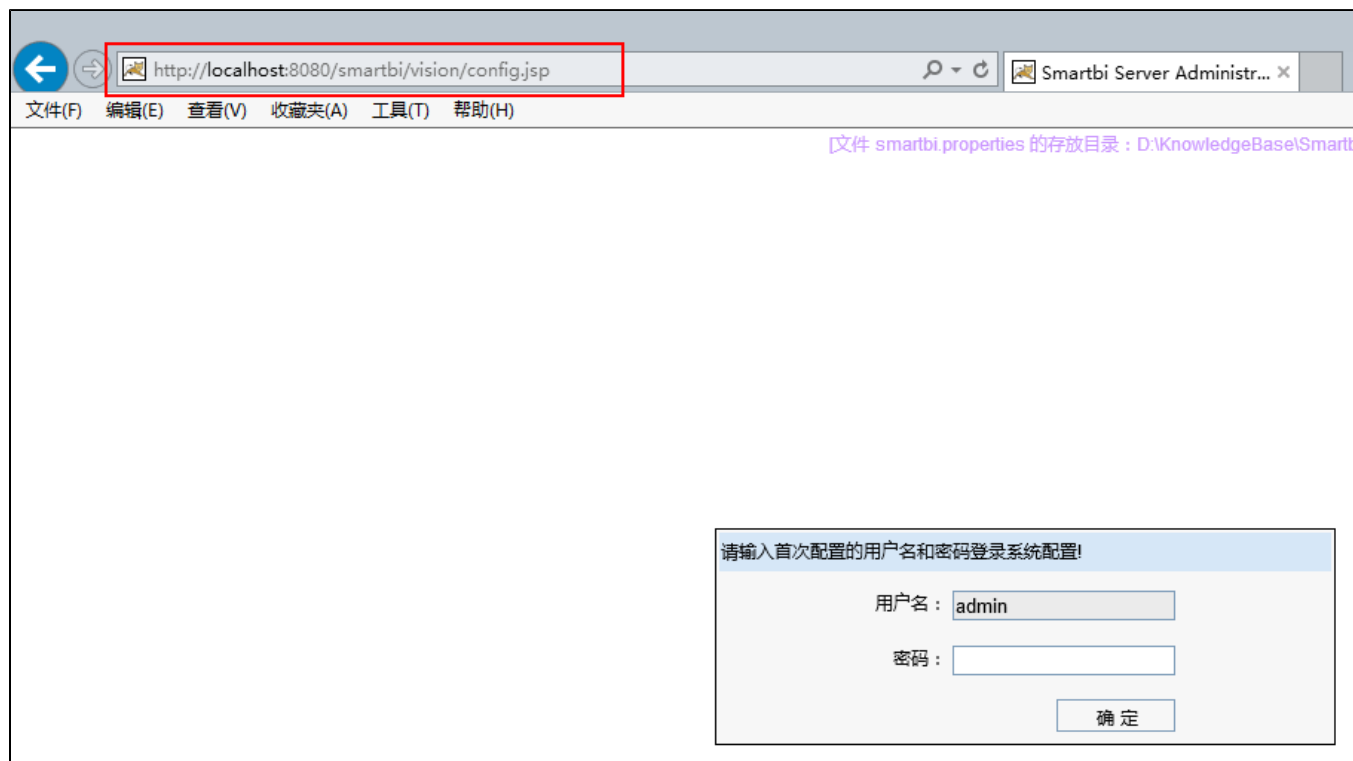 http://localhost:8080/smartbi/vision/config.jsp
Smartbi Server Administr...
文件(F) 编辑(E) 查看(V) 收藏夹(A) 工具(T) 帮助(H)
[文件 smartbi.properties 的存放目录：D:\KnowledgeBase\Smartb
请输入首次配置的用户名和密码登录系统配置!
用户名： admin
密码：
确 定